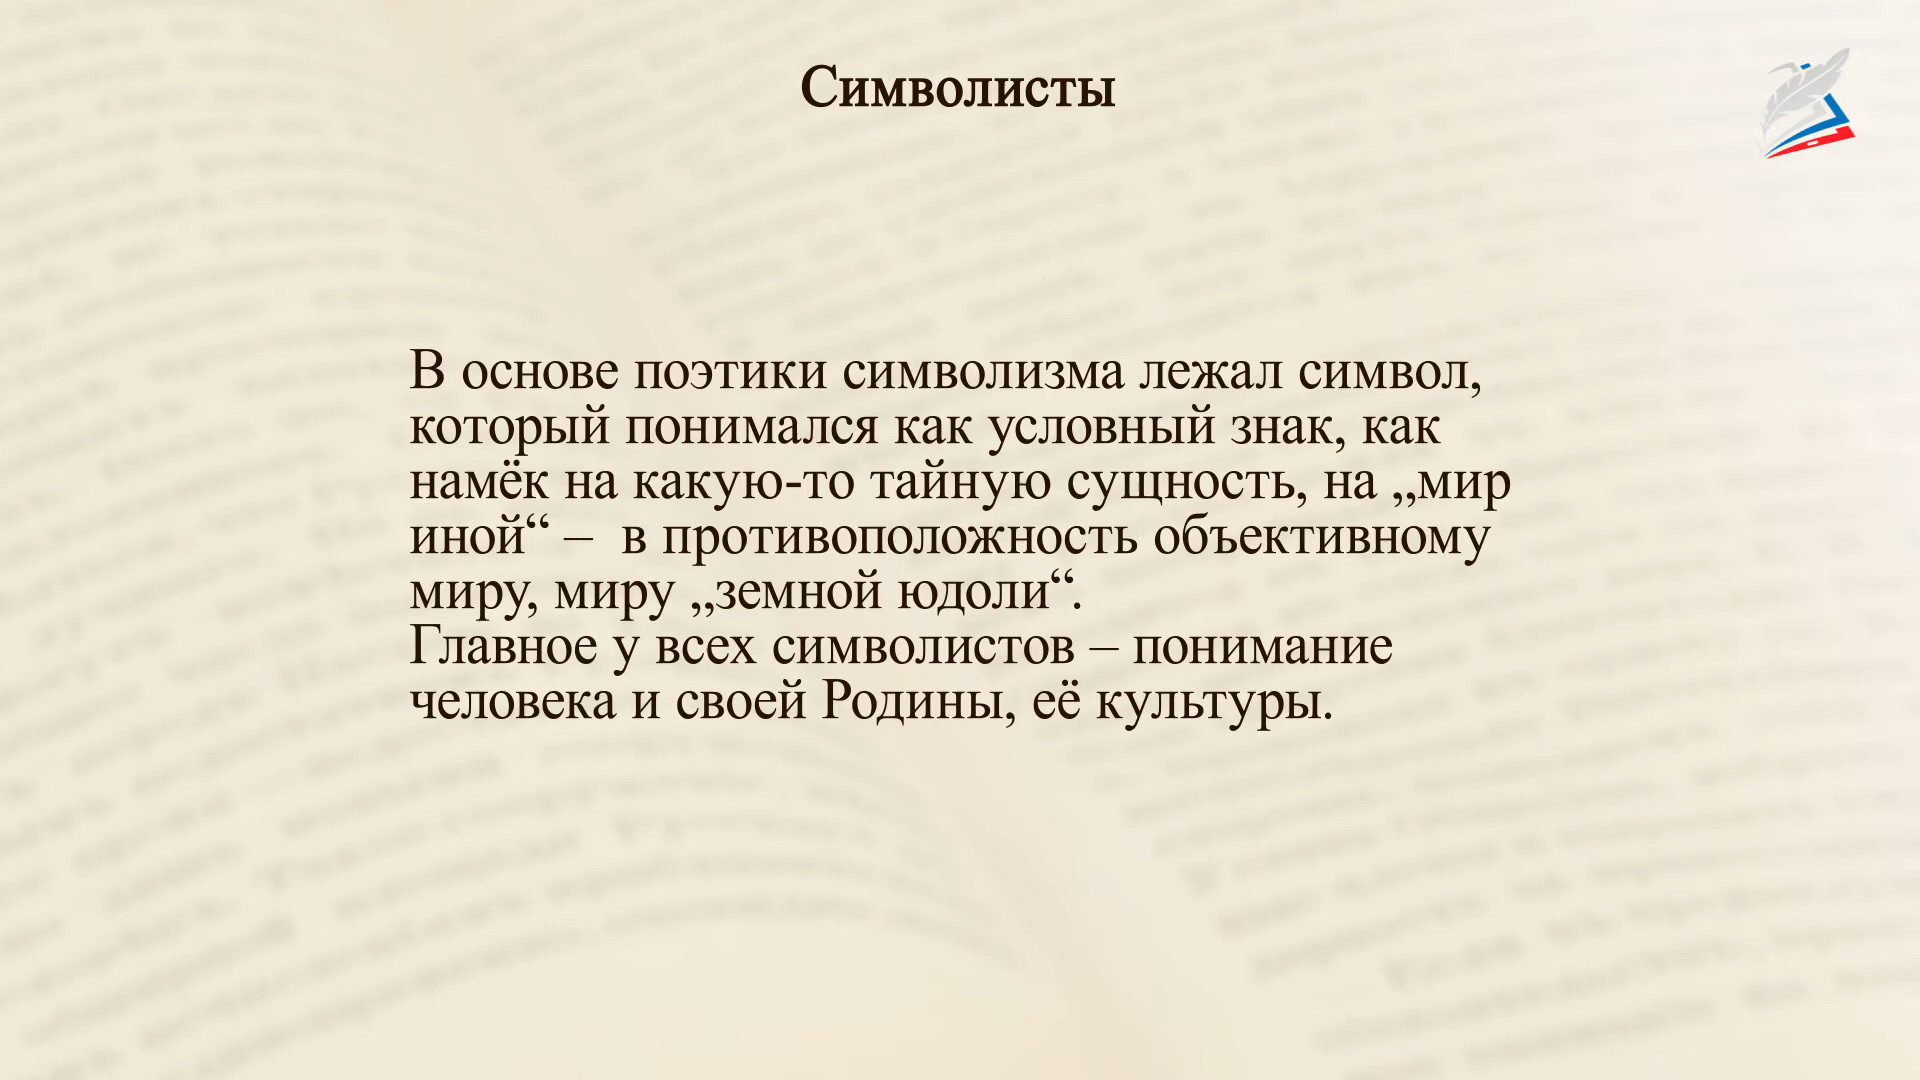 Символисты
В основе поэтики символизма лежал символ,
который понимался как условный знак, как
намёк на какую-то тайную сущность, на „мир
иной“ –  в противоположность объективному
миру, миру „земной юдоли“.
Главное у всех символистов – понимание
человека и своей Родины, её культуры.